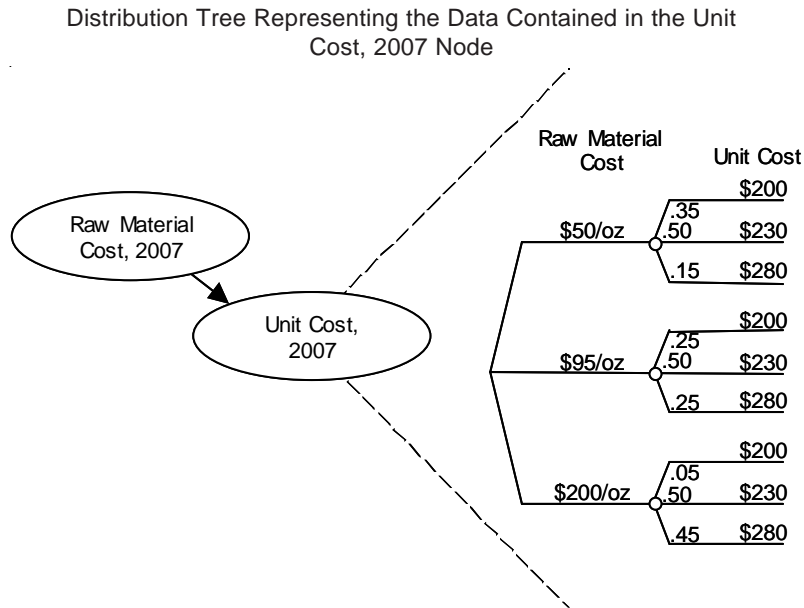 Distribution Tree Representing the Data Contained in the Unit
Cost, 2007 Node
Raw Material
Cost
Unit Cost
Raw Material
Cost, 2007
Unit Cost,
2007
$50/oz
.35
$200
.50
$230
.15
$280
$95/oz
.25
$200
.50
$230
.25
$280
$200/oz
.05
$200
.50
$230
.45
$280